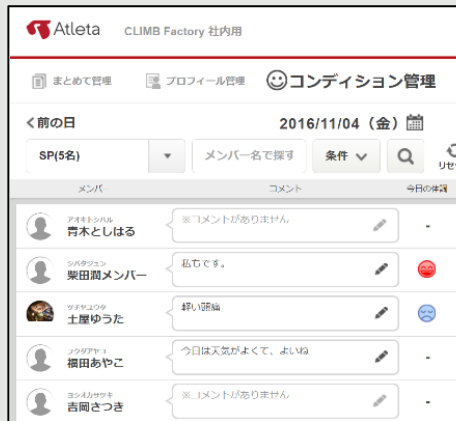 Atleta CLIMB Factory 社内用
まとめて管理 プロフィール管理 コンディション管理
<前の日 2016/11/04（金）
SP(5名) メンバー名で探す 条件
メンバ コメント 今日の体調
アオキトシハル
青木としはる
※コメントがありません -
シバタジュン
柴田潤メンバー
私もです。
ツチヤユウタ
土屋ゆうた
軽い頭痛
フクダアヤコ
福田あやこ
今日は天気がよくて、よいね -
ヨシオカサツキ
吉岡さつき
※コメントがありません -